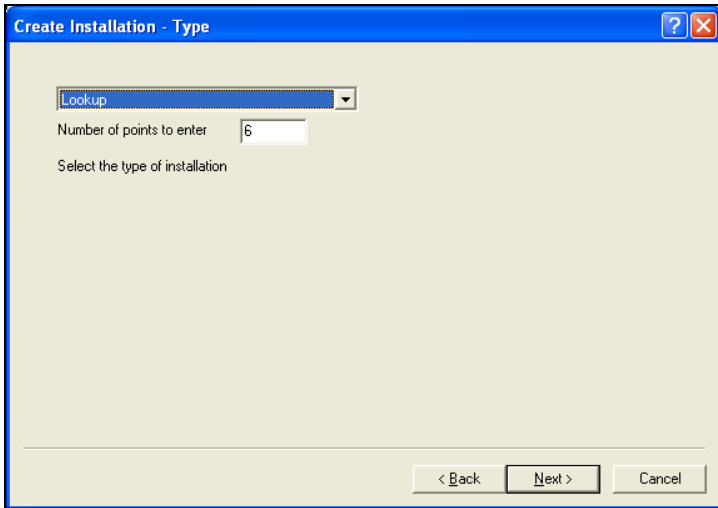 Create Installation - Type
Lookup
Number of points to enter 6
Select the type of installation
< Back Next > Cancel